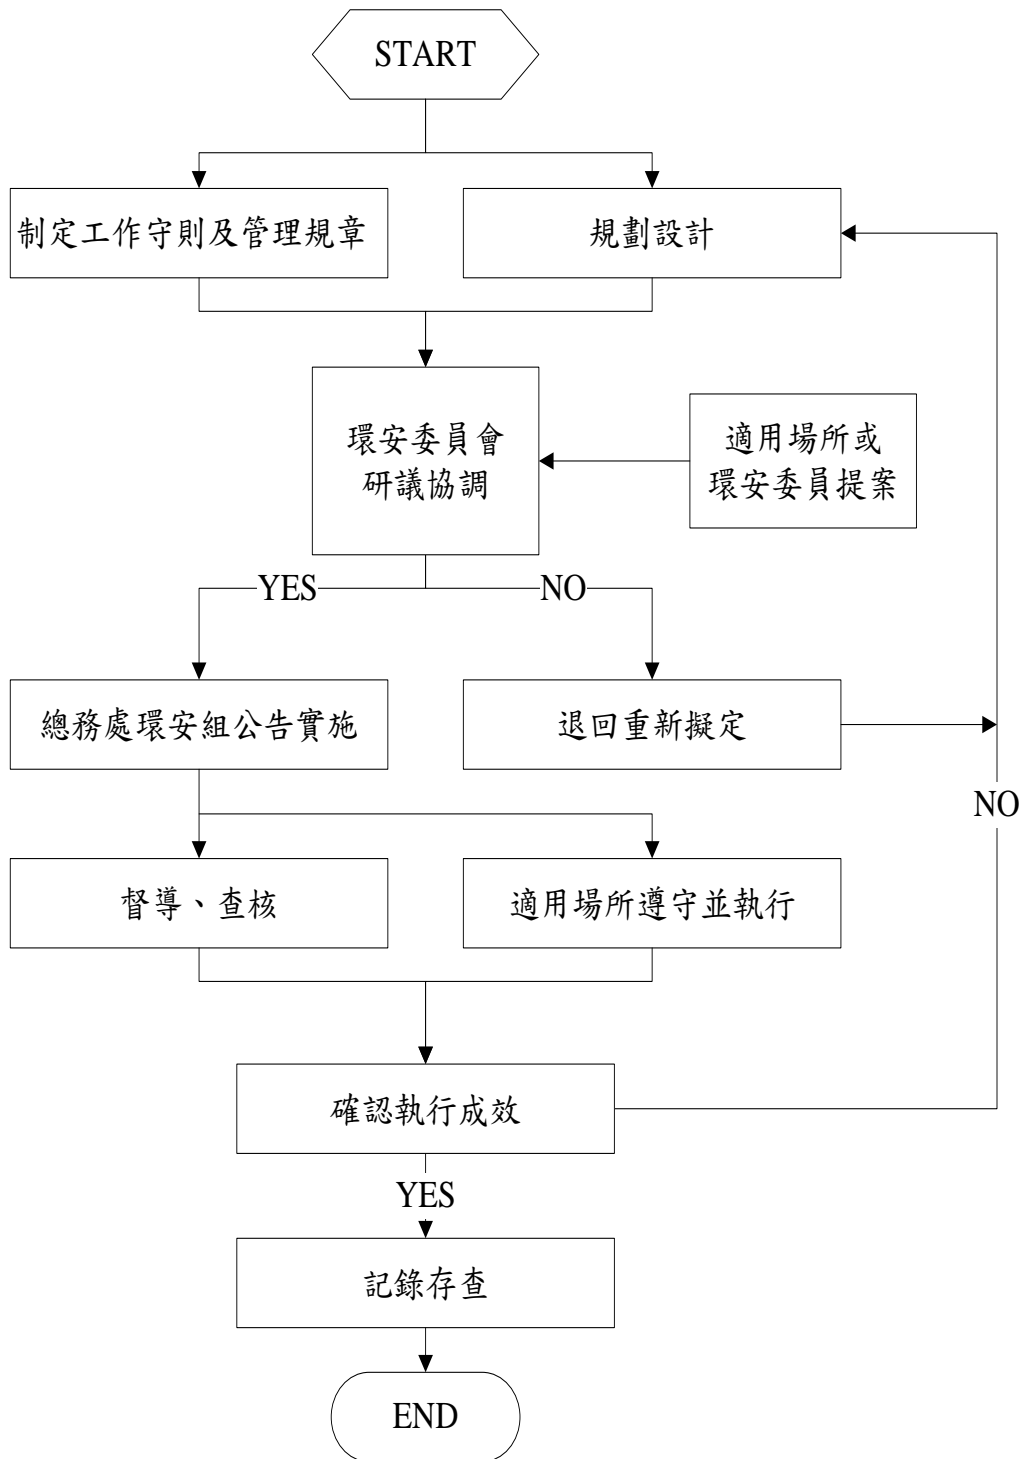 START
制定工作守則及管理規章
規劃設計
環安委員會
研議協調
適用場所或
環安委員提案
YES
NO
總務處環安組公告實施
退回重新擬定
NO
督導、查核
適用場所遵守並執行
確認執行成效
YES
記錄存查
END